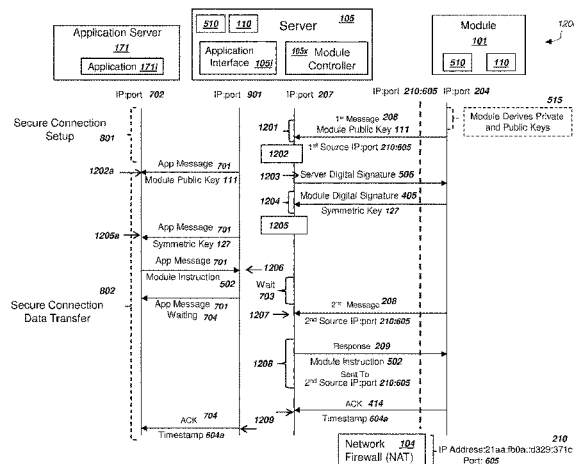 1200
Application Server
171
Application 171i
510
110
Server
105
Application Interface 105i
105x Module Controller
Module
101
510
110
IP:port 702
IP:port 901
IP:port 207
IP:port 210:605
IP:port 204
515
Module Derives Private and Public Keys
Secure Connection Setup
801
1201
1st Message 208
Module Public Key 111
1st Source IP:port 210:605
1202
1202a
App Message 701
Module Public Key 111
1203
Server Digital Signature 506
1204
Module Digital Signature 405
Symmetric Key 127
1205
1205a
App Message 701
Symmetric Key 127
App Message 701
Module Instruction 502
1206
802
Secure Connection Data Transfer
Wait 703
App Message 701
Waiting 704
1207
2nd Message 208
2nd Source IP:port 210:605
1208
Response 209
Module Instruction 502
Sent To
2nd Source IP:port 210:605
ACK 414
Timestamp 604a
ACK 704
Timestamp 604a
1209
Network 104
Firewall (NAT)
210
IP Address:21aa:fb0a:d329:371c
Port: 605